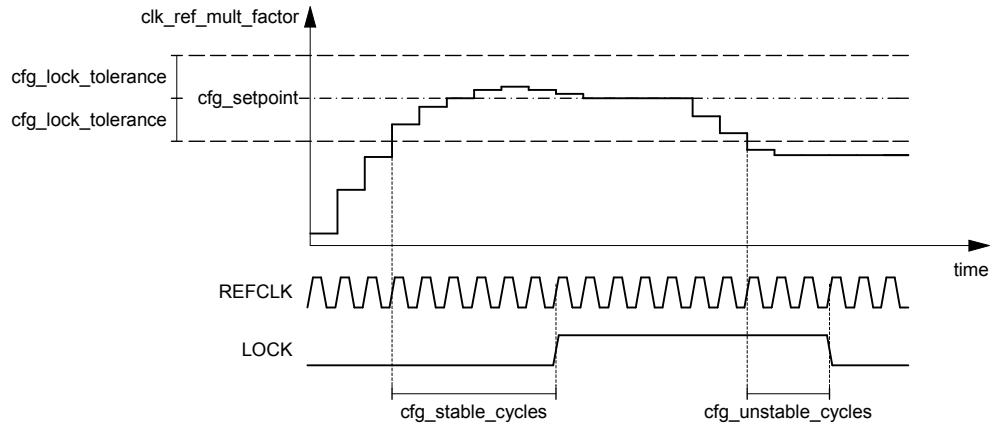 clk_ref_mult_factor
cfg_lock_tolerance
cfg_setpoint
cfg_lock_tolerance
time
REFCLK
LOCK
cfg_stable_cycles
cfg_unstable_cycles